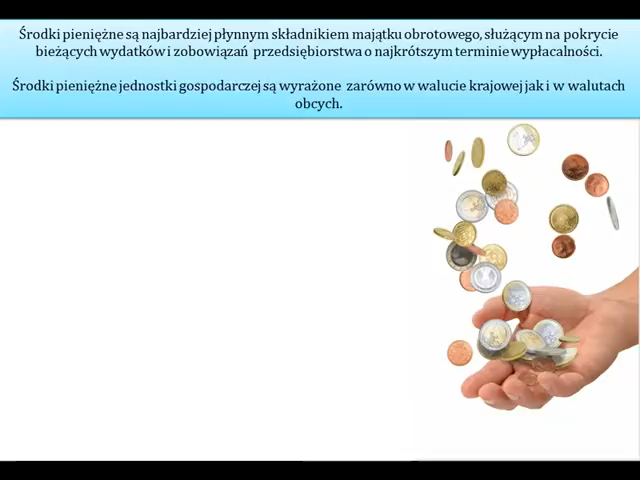 Środki pieniężne są najbardziej płynnym składnikiem majątku obrotowego, służącym na pokrycie
bieżących wydatków i zobowiązań przedsiębiorstwa o najkrótszym terminie wypłacalności.
Środki pieniężne jednostki gospodarczej są wyrażone zarówno w walucie krajowej jak i w walutach
obcych.